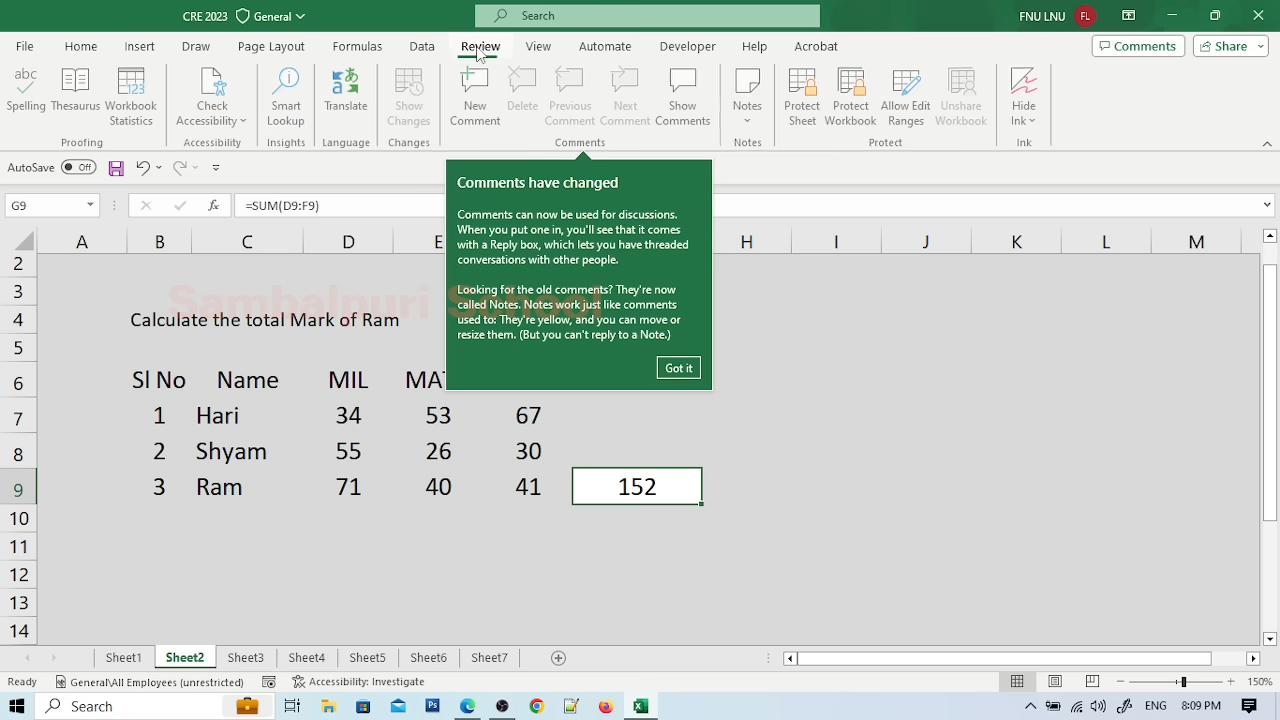 CRE 2023 General
Search
FNU LNU FL
File Home Insert Draw Page Layout Formulas Data Review View Automate Developer Help Acrobat Comments Share
Spelling Thesaurus Workbook Statistics
Check Accessibility
Smart Lookup
Translate
Show Changes
New Comment Delete Previous Comment Next Comment Show Comments
Notes
Protect Sheet Protect Workbook Allow Edit Ranges Unshare Workbook
Hide Ink
Proofing Accessibility Insights Language Changes Comments Notes Protect Ink
AutoSave Off
G9 fx =SUM(D9:F9)
Comments have changed
Comments can now be used for discussions.
When you put one in, you'll see that it comes
with a Reply box, which lets you have threaded
conversations with other people.
Looking for the old comments? They're now
called Notes. Notes work just like comments
used to: They're yellow, and you can move or
resize them. (But you can't reply to a Note.)
Got it
A B C D E H I J K L M
2
3
Sambalpuri School
4 Calculate the total Mark of Ram
5
6 Sl No Name MIL MA
7 1 Hari 34 53 67
8 2 Shyam 55 26 30
9 3 Ram 71 40 41 152
10
11
12
13
14
Sheet1 Sheet2 Sheet3 Sheet4 Sheet5 Sheet6 Sheet7
Ready General\All Employees (unrestricted) Accessibility: Investigate 150%
Search ENG 8:09 PM